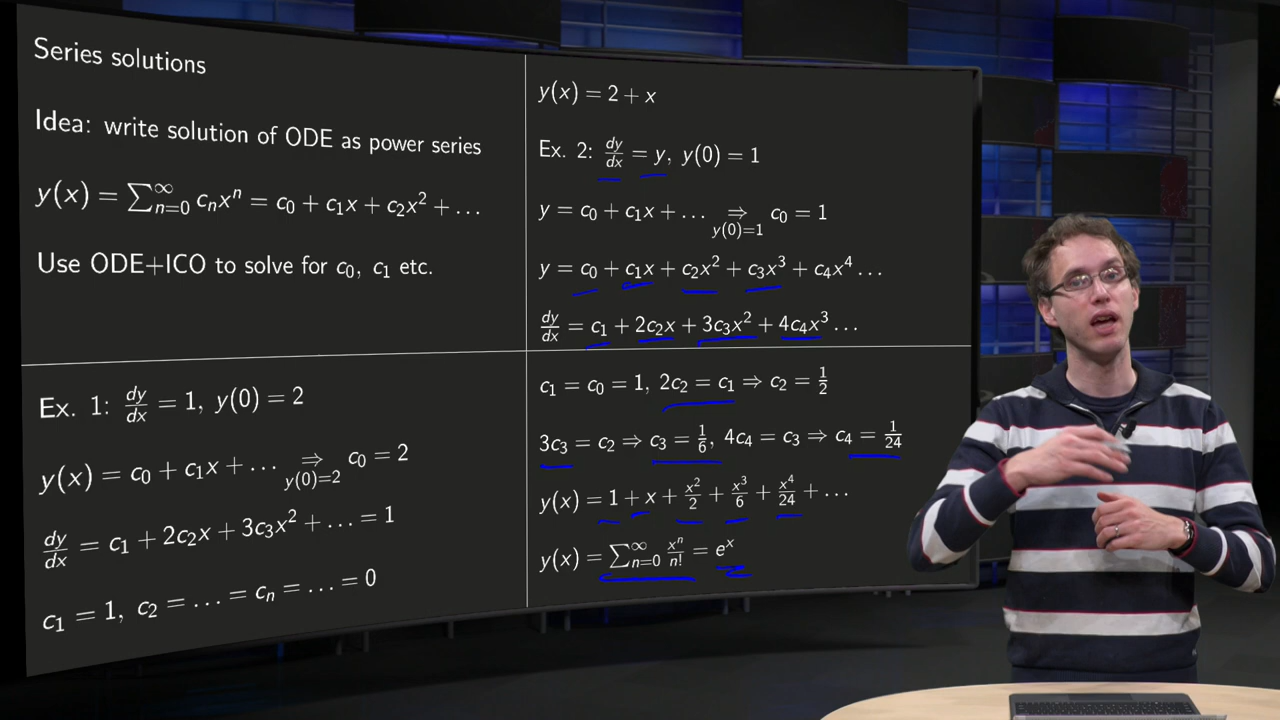 Series solutions
Idea: write solution of ODE as power series
y(x) = ∑_{n=0}^{∞} c_n x^n = c_0 + c_1x + c_2x^2 + ...
Use ODE+ICO to solve for c_0, c_1 etc.
Ex. 1: dy/dx = 1, y(0) = 2
y(x) = c_0 + c_1x + ... ⇒_{y(0)=2} c_0 = 2
dy/dx = c_1 + 2c_2x + 3c_3x^2 + ... = 1
c_1 = 1, c_2 = ... = c_n = ... = 0
y(x) = 2 + x
Ex. 2: dy/dx = y, y(0) = 1
y = c_0 + c_1x + ... ⇒_{y(0)=1} c_0 = 1
y = c_0 + c_1x + c_2x^2 + c_3x^3 + c_4x^4 ...
dy/dx = c_1 + 2c_2x + 3c_3x^2 + 4c_4x^3 ...
c_1 = c_0 = 1, 2c_2 = c_1 ⇒ c_2 = 1/2
3c_3 = c_2 ⇒ c_3 = 1/6, 4c_4 = c_3 ⇒ c_4 = 1/24
y(x) = 1 + x + x^2/2 + x^3/6 + x^4/24 + ...
y(x) = ∑_{n=0}^{∞} x^n/n! = e^x